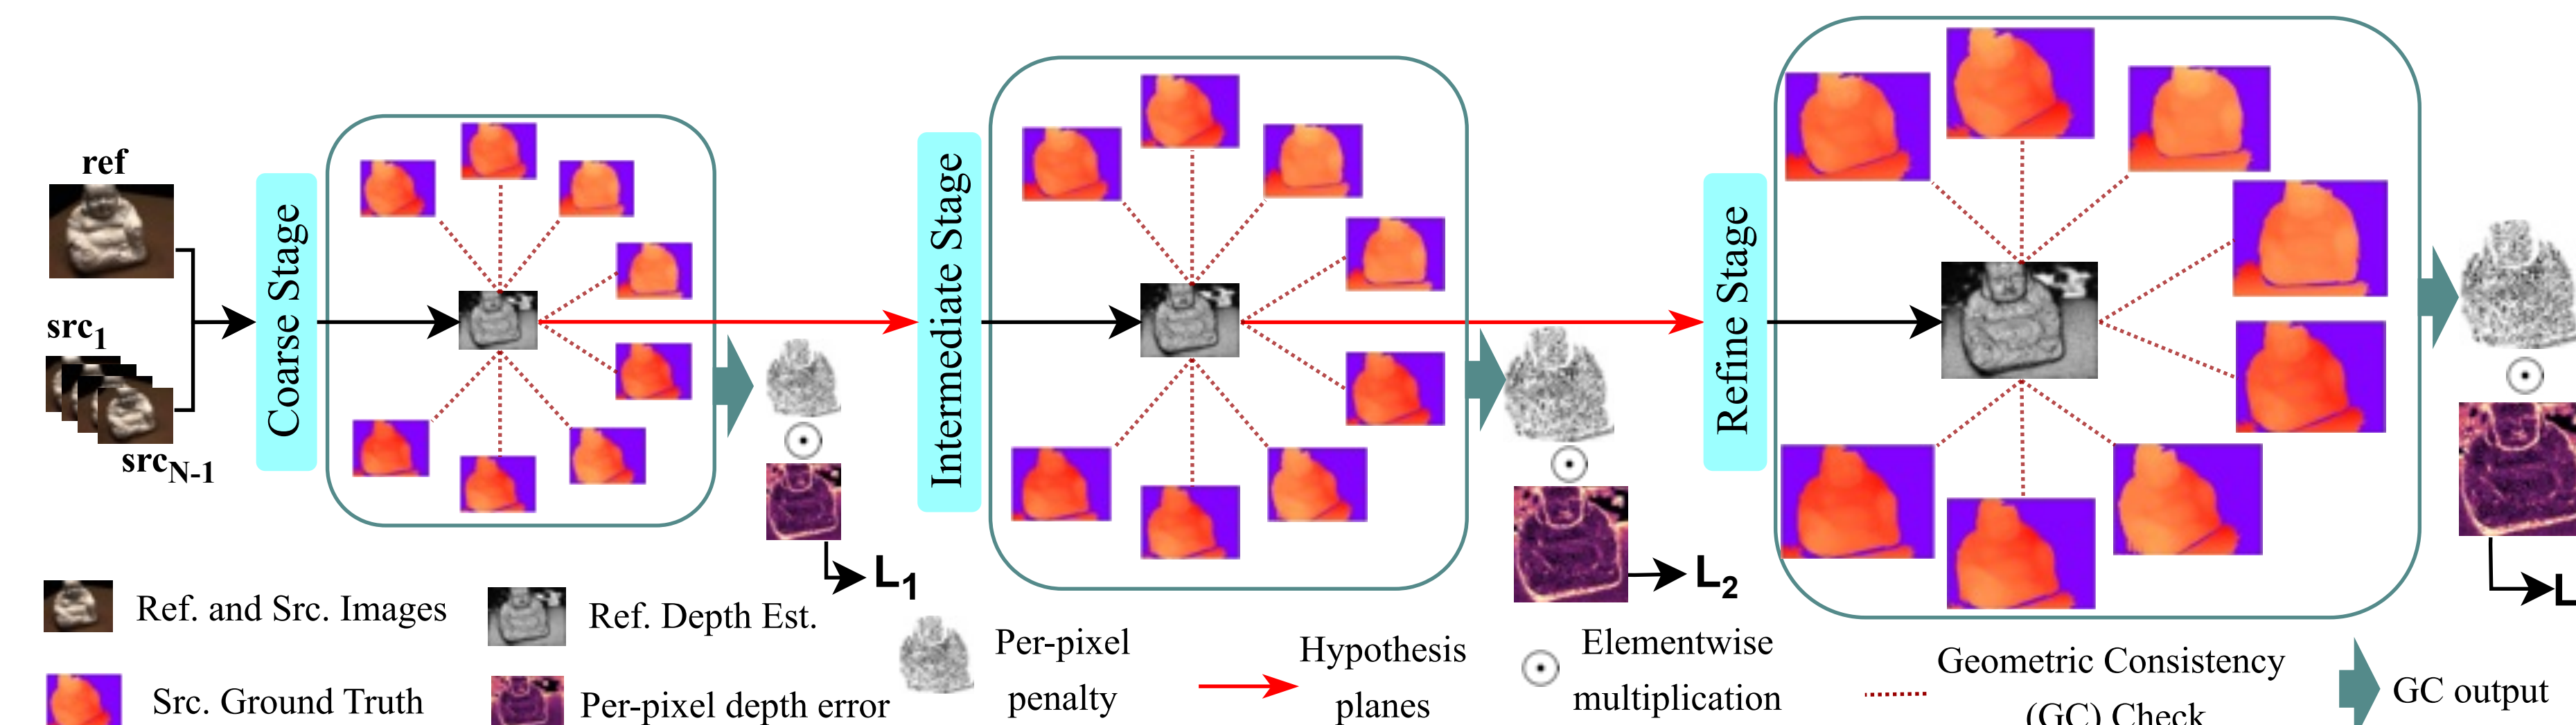 ref
src1
srcN-1
Coarse Stage
Intermediate Stage
Refine Stage
L1
L2
L
Ref. and Src. Images
Ref. Depth Est.
Src. Ground Truth
Per-pixel depth error
Per-pixel
penalty
Hypothesis
planes
Elementwise
multiplication
Geometric Consistency
(GC) Check
GC output